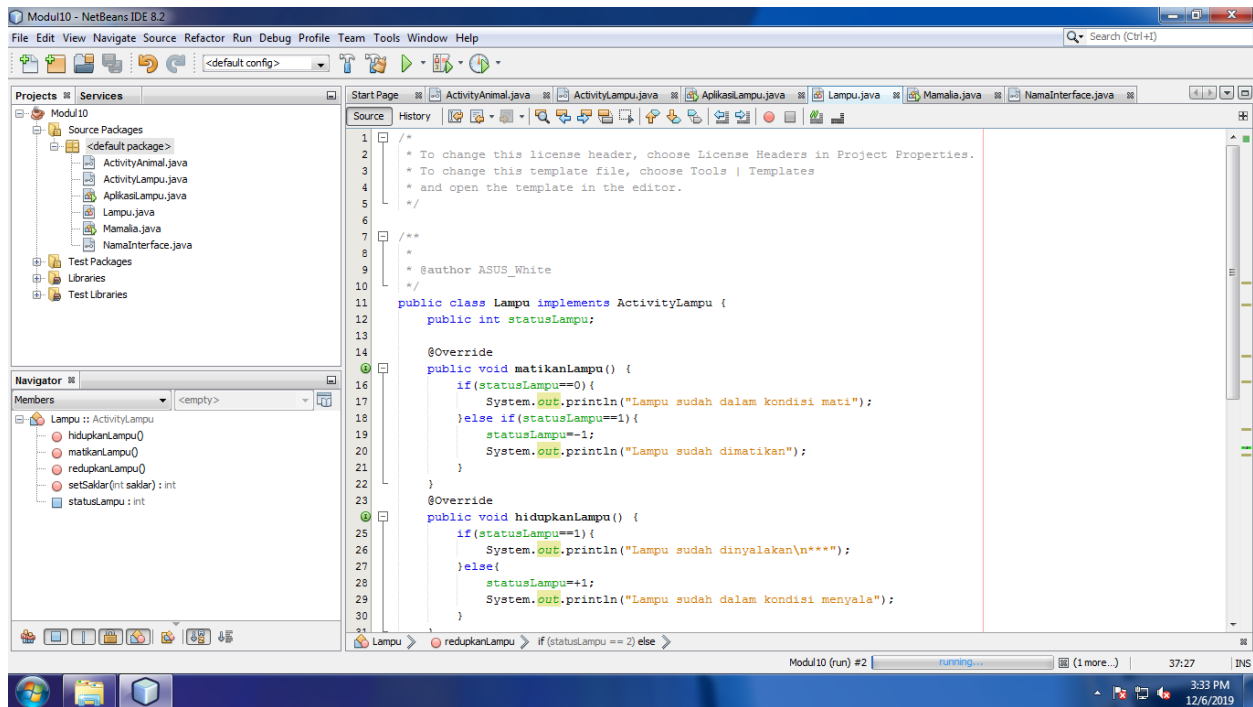 Modul10 - NetBeans IDE 8.2
File Edit View Navigate Source Refactor Run Debug Profile Team Tools Window Help
Search (Ctrl+I)
<default config>
Projects Services
Modul10
Source Packages
<default package>
ActivityAnimal.java
ActivityLampu.java
AplikasiLampu.java
Lampu.java
Mamalia.java
NamaInterface.java
Test Packages
Libraries
Test Libraries
Navigator
Members <empty>
Lampu :: ActivityLampu
hidupkanLampu()
matikanLampu()
redupkanLampu()
setSaklar(int saklar) : int
statusLampu : int
Start Page ActivityAnimal.java ActivityLampu.java AplikasiLampu.java Lampu.java Mamalia.java NamaInterface.java
Source History
1 /*
2 * To change this license header, choose License Headers in Project Properties.
3 * To change this template file, choose Tools | Templates
4 * and open the template in the editor.
5 */
6
7 /**
8 *
9 * @author ASUS_White
10 */
11 public class Lampu implements ActivityLampu {
12 public int statusLampu;
13
14 @Override
public void matikanLampu() {
16 if(statusLampu==0){
17 System.out.println("Lampu sudah dalam kondisi mati");
18 }else if(statusLampu==1){
19 statusLampu=-1;
20 System.out.println("Lampu sudah dimatikan");
21 }
22 }
23 @Override
public void hidupkanLampu() {
25 if(statusLampu==1){
26 System.out.println("Lampu sudah dinyalakan\n***");
27 }else{
28 statusLampu=+1;
29 System.out.println("Lampu sudah dalam kondisi menyala");
30 }
31 }
Lampu redupkanLampu if (statusLampu == 2) else
Modul10 (run) #2 running... (1 more...) 37:27 INS
3:33 PM
12/6/2019